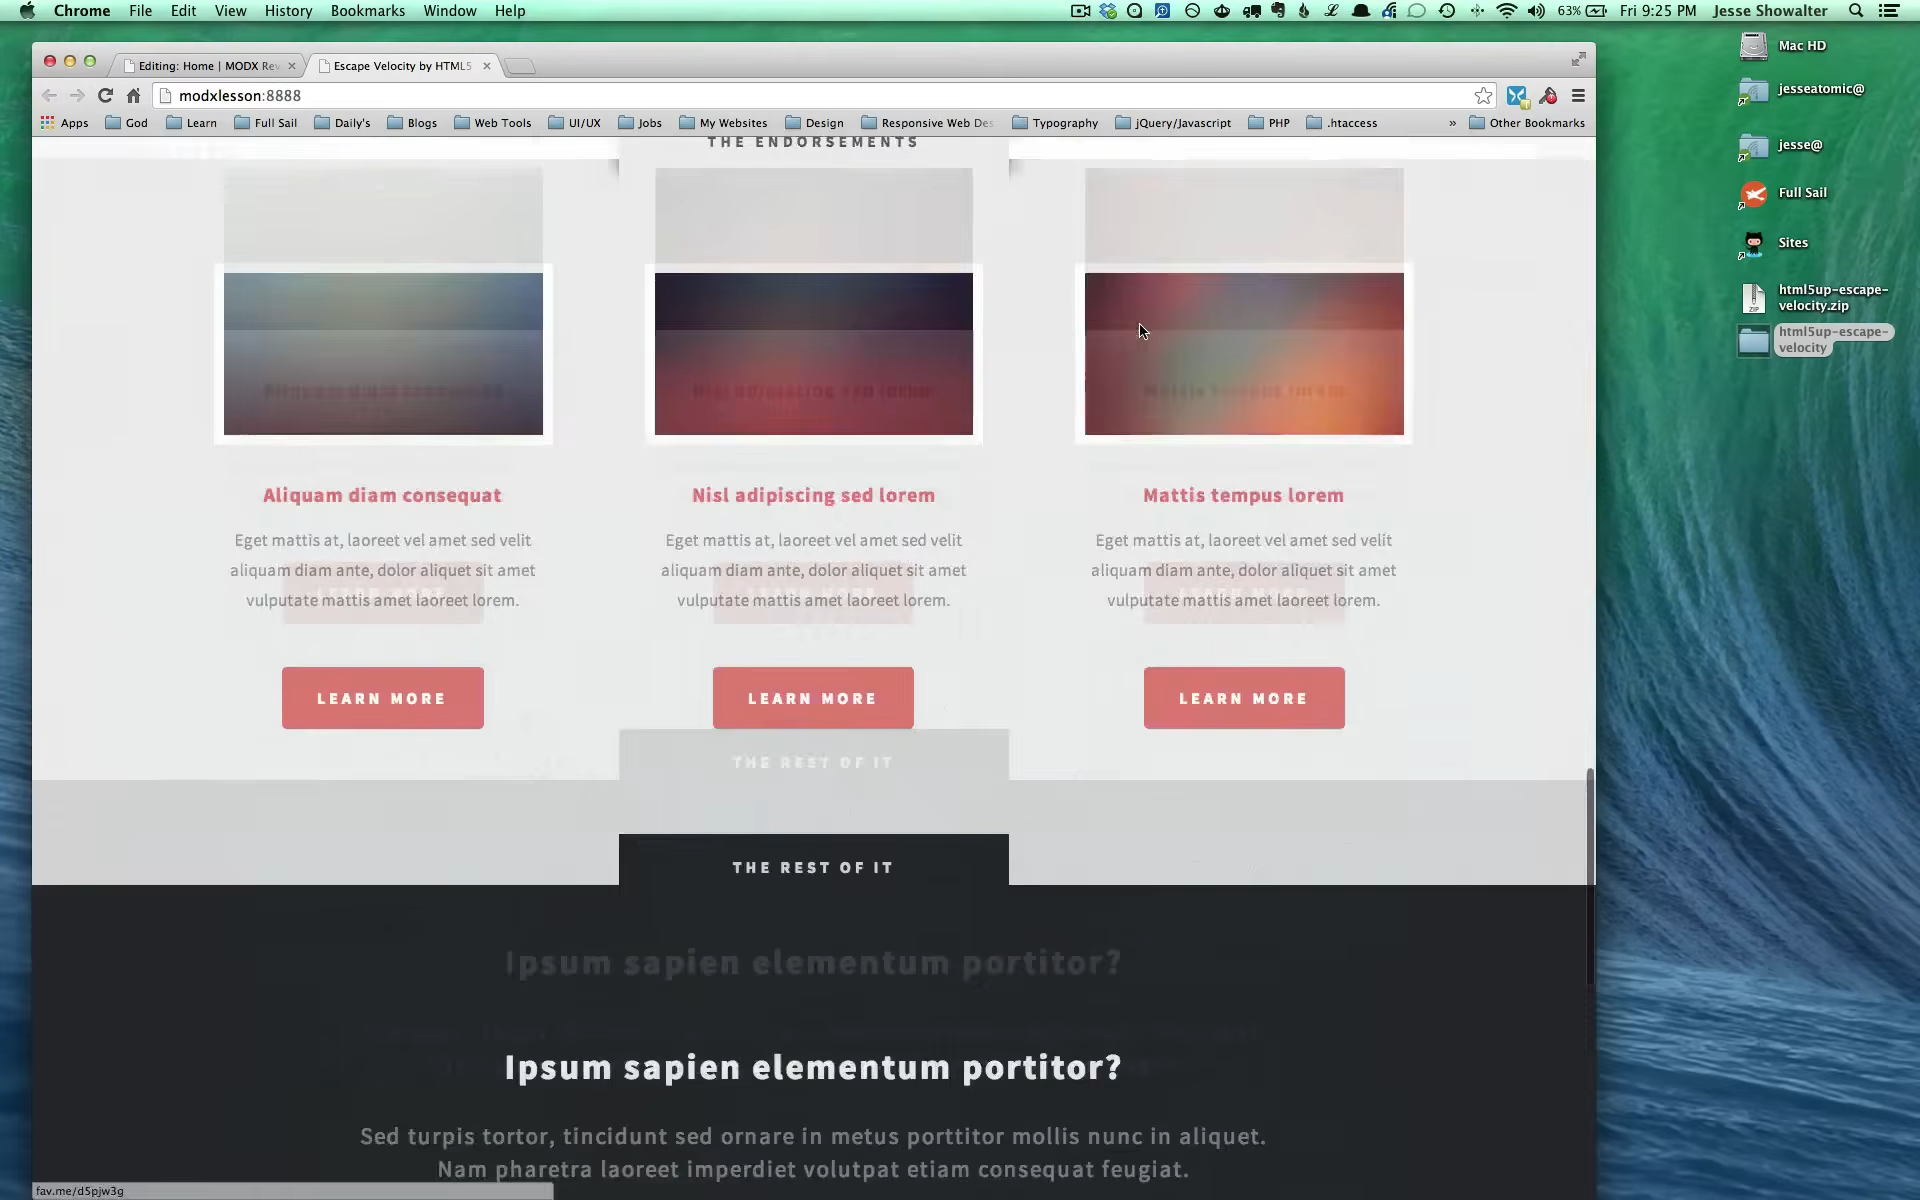 Chrome File Edit View History Bookmarks Window Help 63% Fri 9:25 PM Jesse Showalter
Editing: Home | MODX Rev
Escape Velocity by HTML5
modxlesson:8888
Apps God Learn Full Sail Daily's Blogs Web Tools UI/UX Jobs My Websites Design Responsive Web Des Typography jQuery/Javascript PHP .htaccess » Other Bookmarks
THE ENDORSEMENTS
Aliquam diam consequat
Eget mattis at, laoreet vel amet sed velit
aliquam diam ante, dolor aliquet sit amet
vulputate mattis amet laoreet lorem.
LEARN MORE
Nisl adipiscing sed lorem
Eget mattis at, laoreet vel amet sed velit
aliquam diam ante, dolor aliquet sit amet
vulputate mattis amet laoreet lorem.
LEARN MORE
Mattis tempus lorem
Eget mattis at, laoreet vel amet sed velit
aliquam diam ante, dolor aliquet sit amet
vulputate mattis amet laoreet lorem.
LEARN MORE
THE REST OF IT
THE REST OF IT
Ipsum sapien elementum portitor?
Ipsum sapien elementum portitor?
Sed turpis tortor, tincidunt sed ornare in metus porttitor mollis nunc in aliquet.
Nam pharetra laoreet imperdiet volutpat etiam consequat feugiat.
fav.me/d5pjw3g
Mac HD
jesseatomic@
jesse@
Full Sail
Sites
ZIP
html5up-escape-
velocity.zip
html5up-escape-
velocity